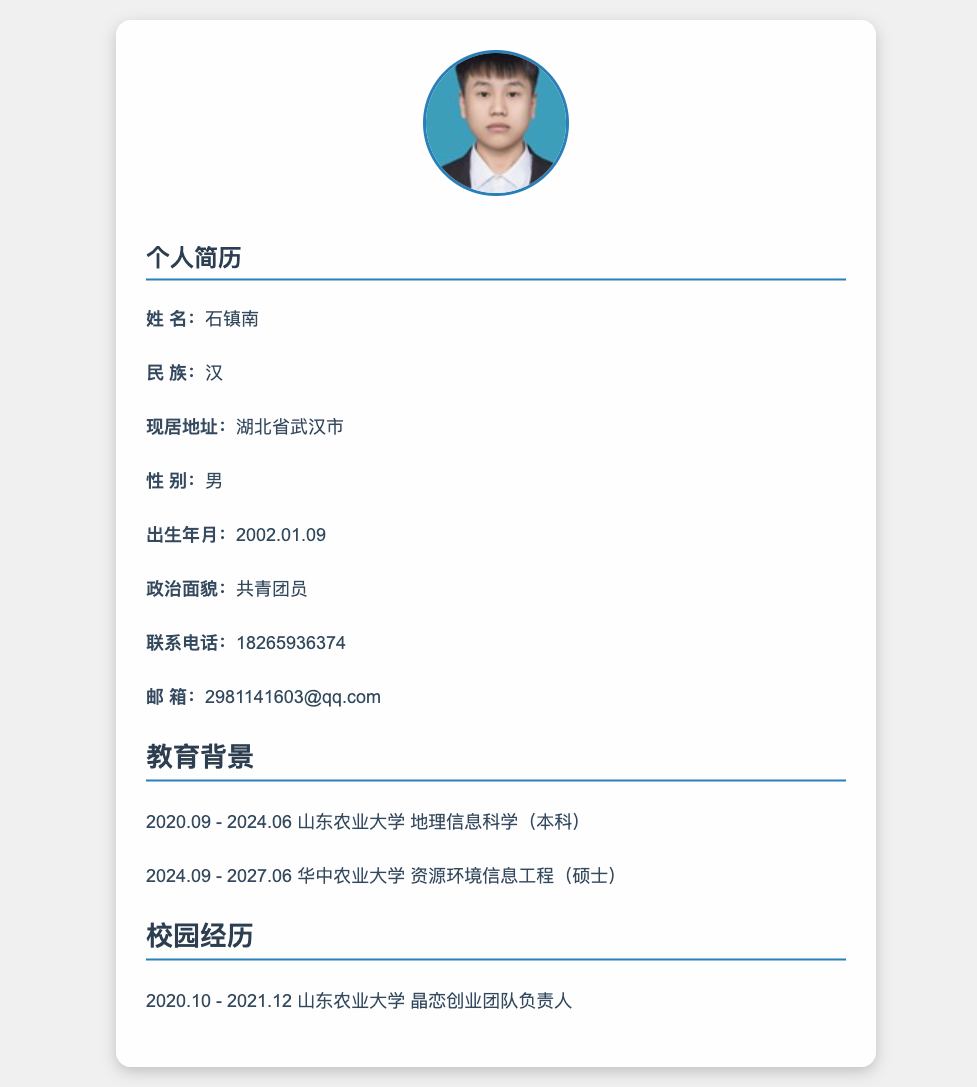 个人简历
姓 名：石镇南
民 族：汉
现居地址：湖北省武汉市
性 别：男
出生年月：2002.01.09
政治面貌：共青团员
联系电话：18265936374
邮 箱：2981141603@qq.com
教育背景
2020.09 - 2024.06 山东农业大学 地理信息科学（本科）
2024.09 - 2027.06 华中农业大学 资源环境信息工程（硕士）
校园经历
2020.10 - 2021.12 山东农业大学 晶恋创业团队负责人